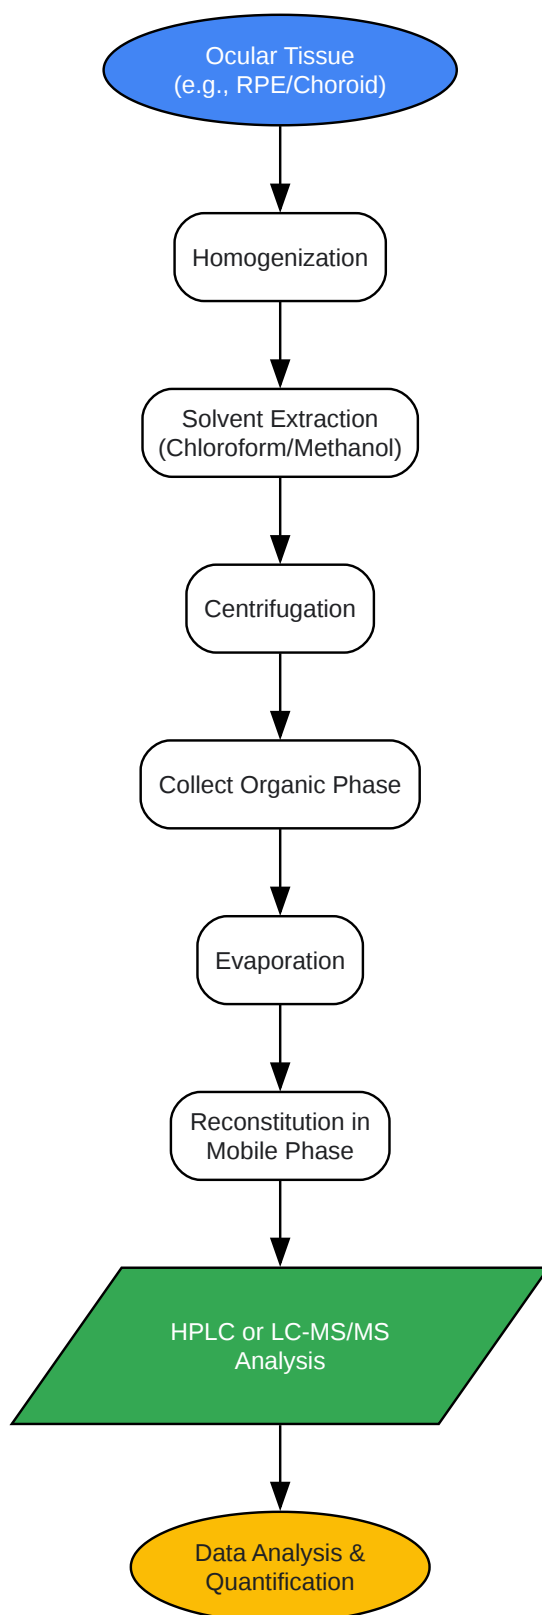 Ocular Tissue
(e.g., RPE/Choroid)
Homogenization
Solvent Extraction
(Chloroform/Methanol)
Centrifugation
Collect Organic Phase
Evaporation
Reconstitution in
Mobile Phase
HPLC or LC-MS/MS
Analysis
Data Analysis &
Quantification